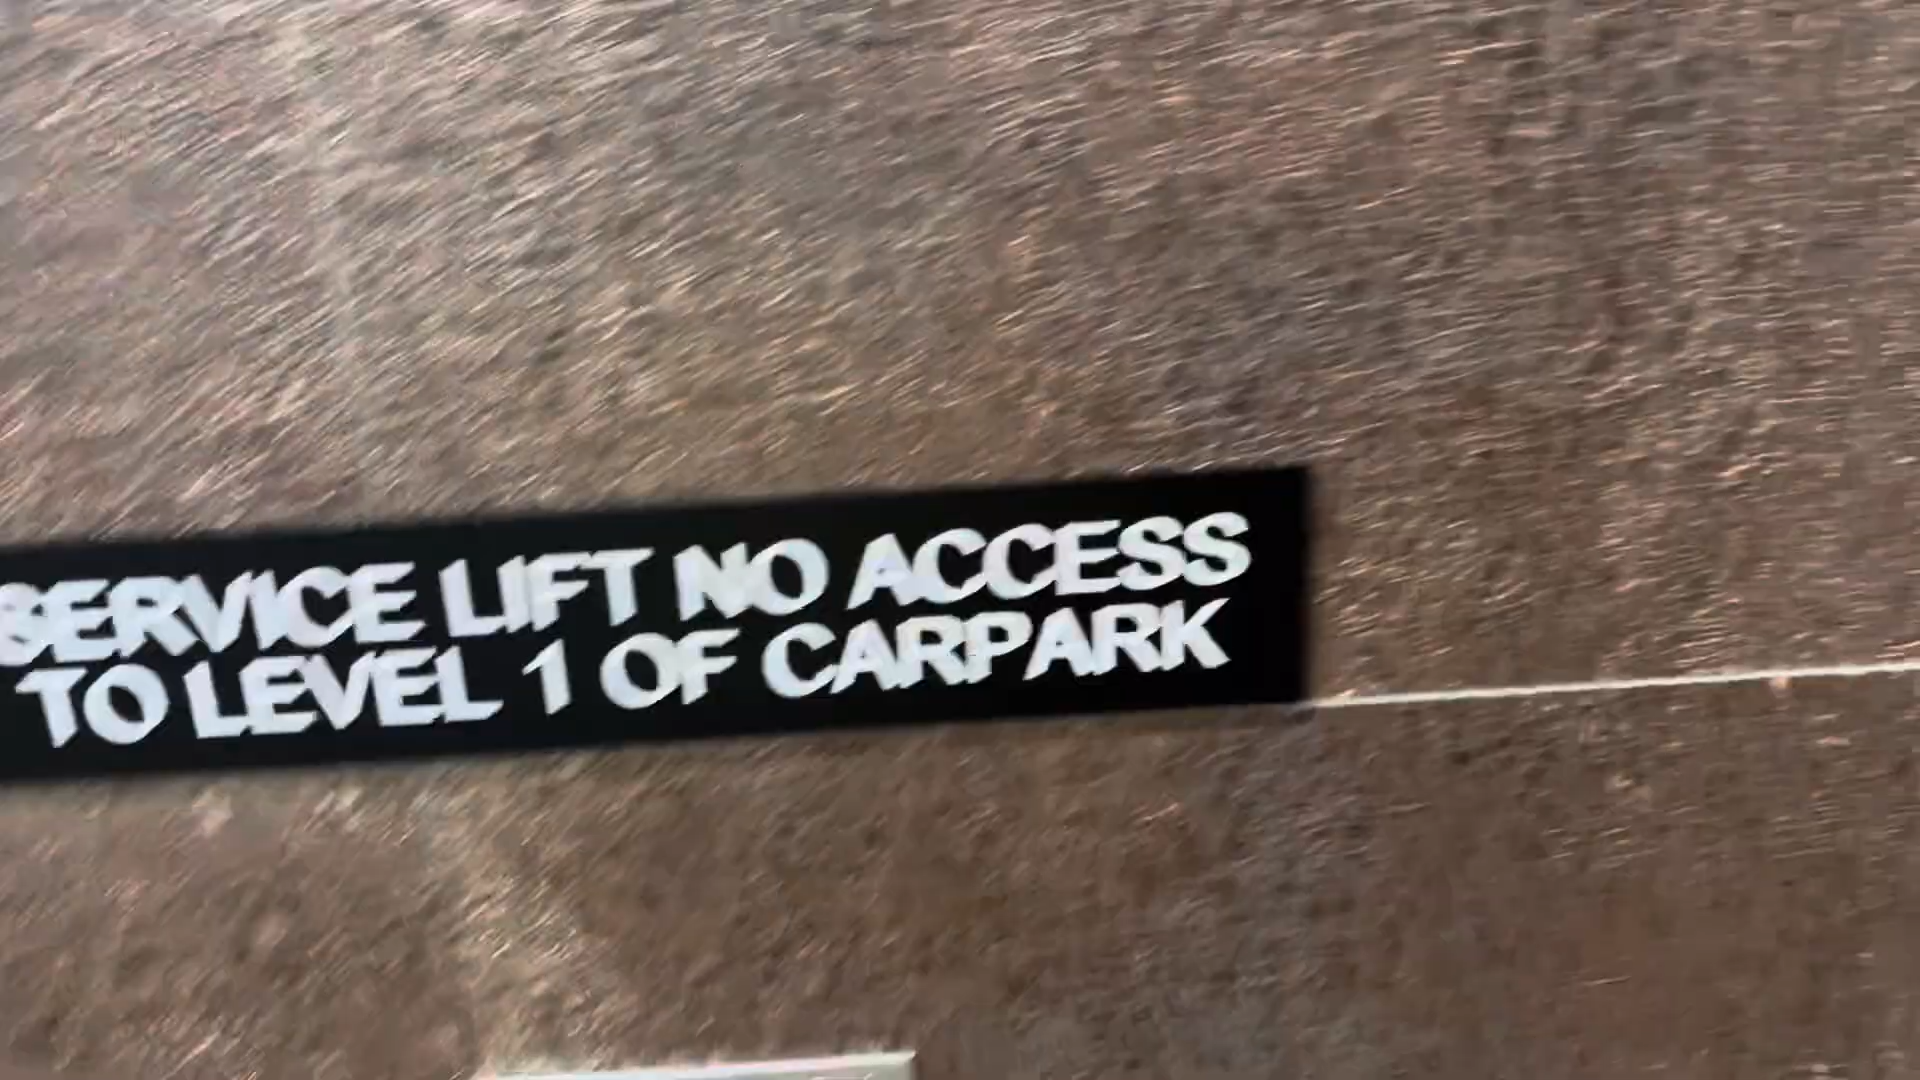 SERVICE LIFT NO ACCESS
TO LEVEL 1 OF CARPARK